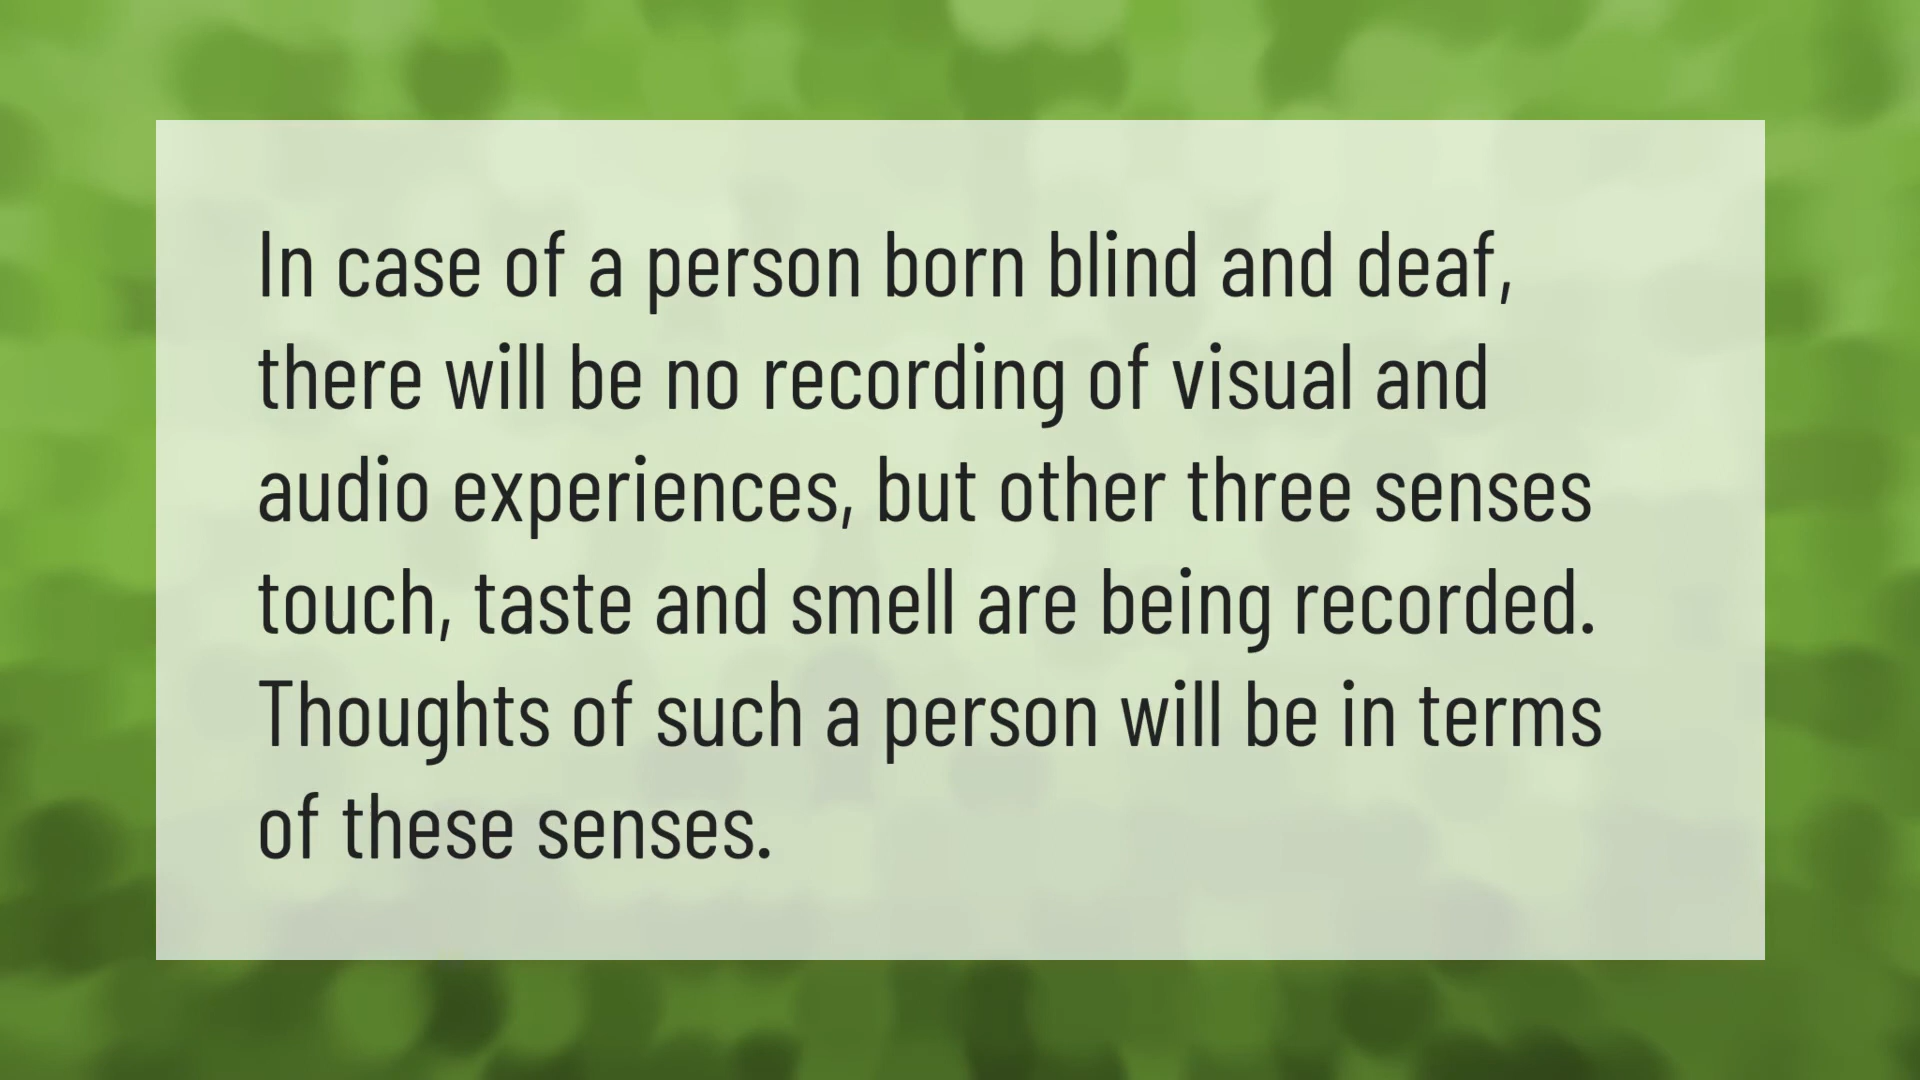 In case of a person born blind and deaf,
there will be no recording of visual and
audio experiences, but other three senses
touch, taste and smell are being recorded.
Thoughts of such a person will be in terms
of these senses.